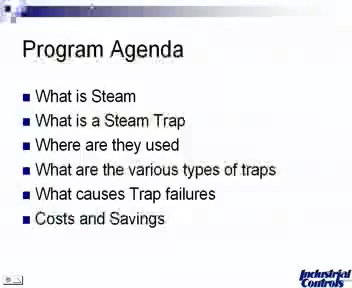 Program Agenda
What is Steam
What is a Steam Trap
Where are they used
What are the various types of traps
What causes Trap failures
Costs and Savings
Industrial
Controls